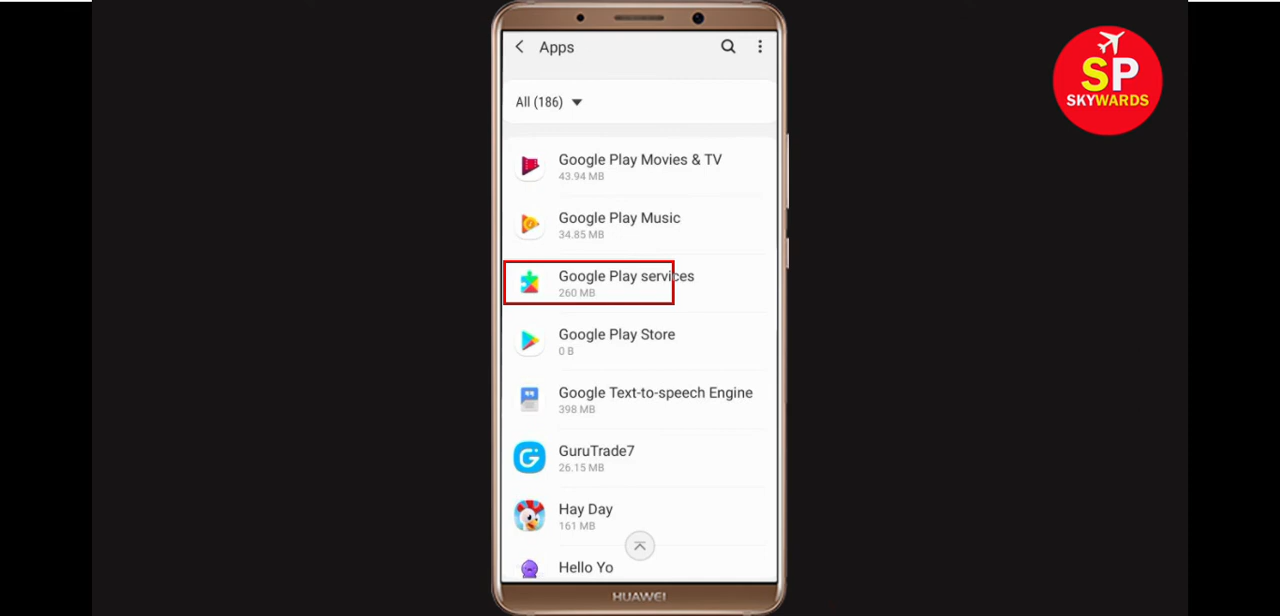 Apps
All (186)
Google Play Movies & TV
43.94 MB
Google Play Music
34.85 MB
Google Play services
260 MB
Google Play Store
0 B
Google Text-to-speech Engine
398 MB
GuruTrade7
26.15 MB
Hay Day
161 MB
Hello Yo
HUAWEI
SP
SKYWARDS